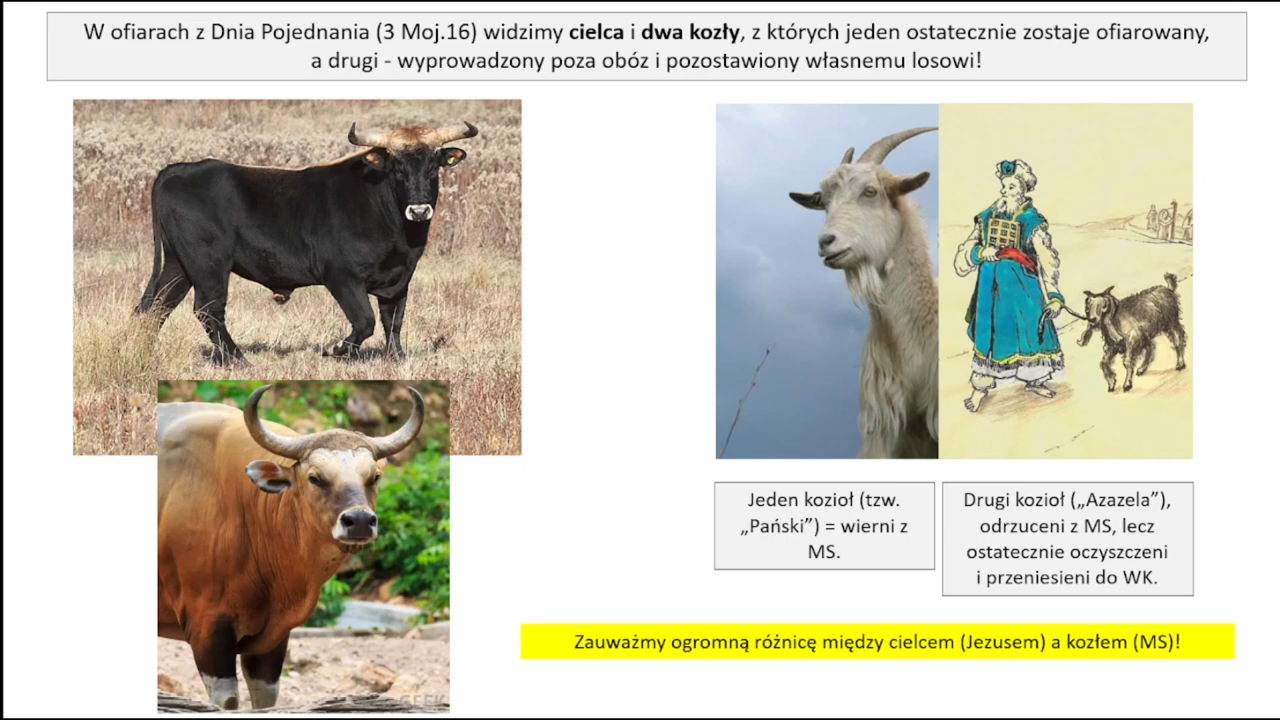 W ofiarach z Dnia Pojednania (3 Moj.16) widzimy cielca i dwa kozły, z których jeden ostatecznie zostaje ofiarowany,
a drugi - wyprowadzony poza obóz i pozostawiony własnemu losowi!
Jeden kozioł (tzw.
„Pański”) = wierni z
MS.
Drugi kozioł („Azazela”),
odrzuceni z MS, lecz
ostatecznie oczyszczeni
i przeniesieni do WK.
Zauważmy ogromną różnicę między cielcem (Jezusem) a kozłem (MS)!